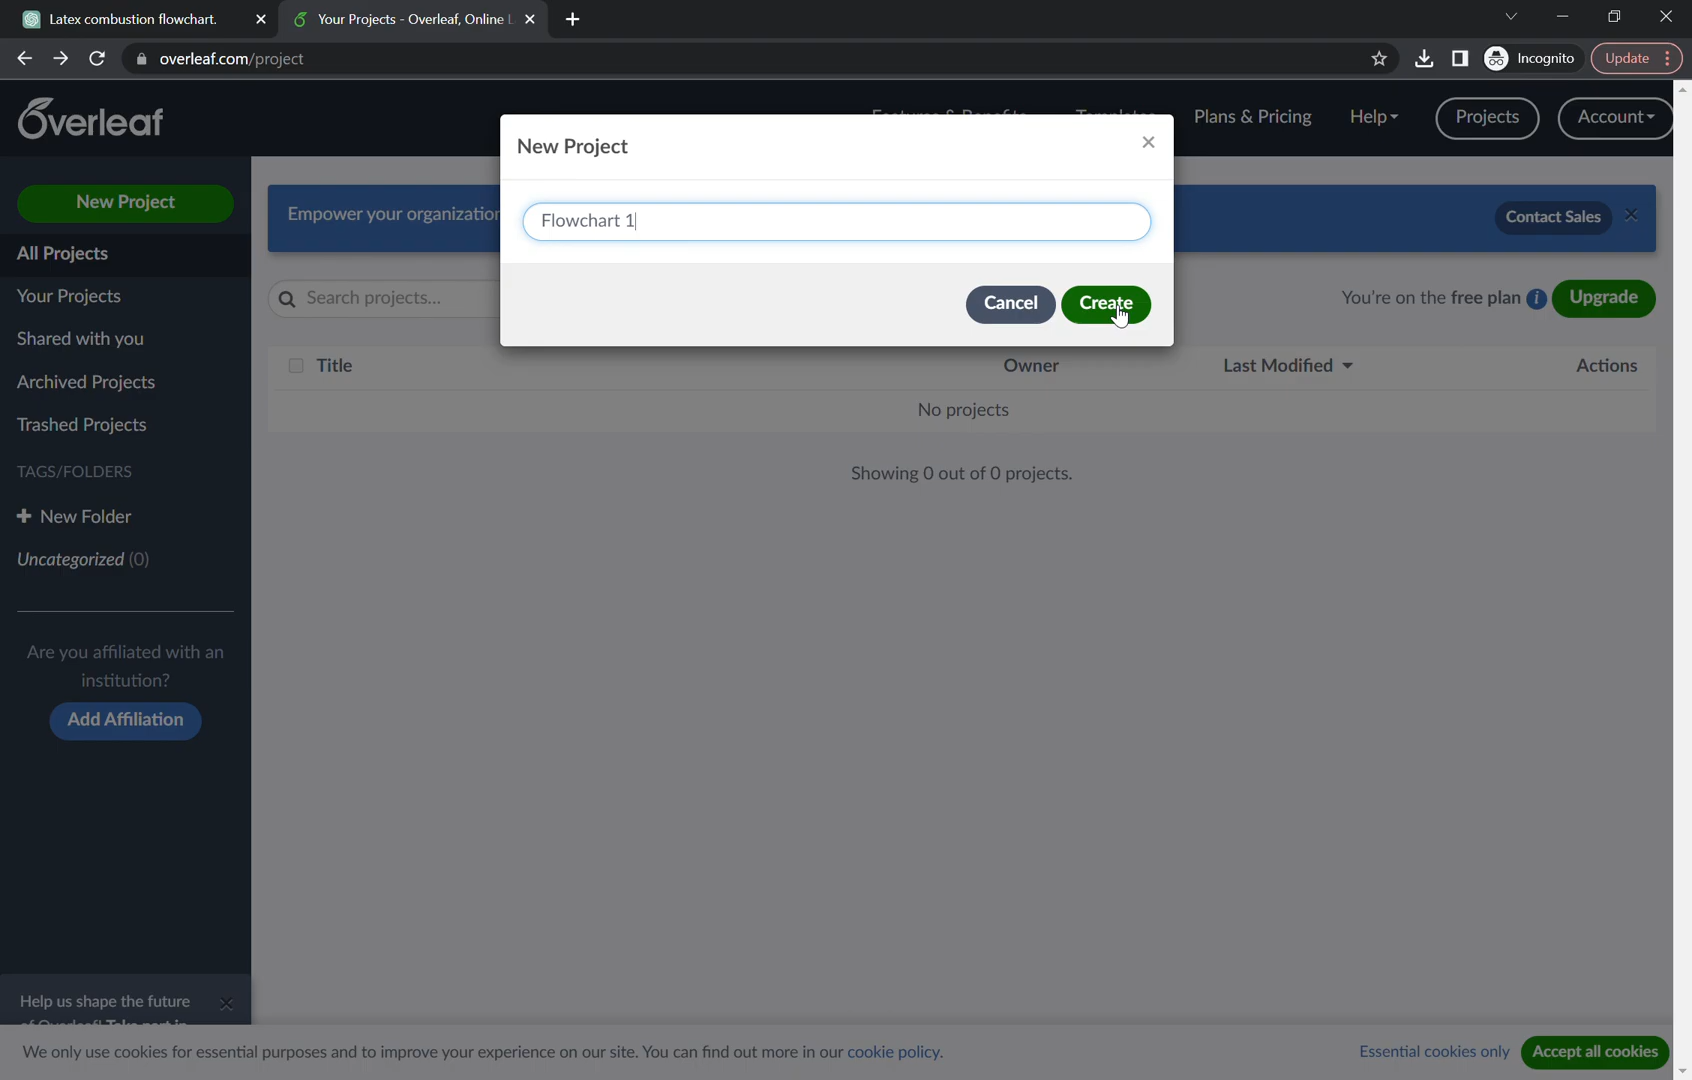 Latex combustion flowchart.
Your Projects - Overleaf, Online L
overleaf.com/project
Incognito
Update
Overleaf
Features & Benefits
Templates
Plans & Pricing
Help
Projects
Account
New Project
Flowchart 1
Cancel
Create
New Project
All Projects
Your Projects
Shared with you
Archived Projects
Trashed Projects
TAGS/FOLDERS
New Folder
Uncategorized (0)
Are you affiliated with an
institution?
Add Affiliation
Help us shape the future
of Overleaf! Take part in
Empower your organization
Contact Sales
Search projects...
You're on the free plan
Upgrade
Title
Owner
Last Modified
Actions
No projects
Showing 0 out of 0 projects.
We only use cookies for essential purposes and to improve your experience on our site. You can find out more in our cookie policy.
Essential cookies only
Accept all cookies